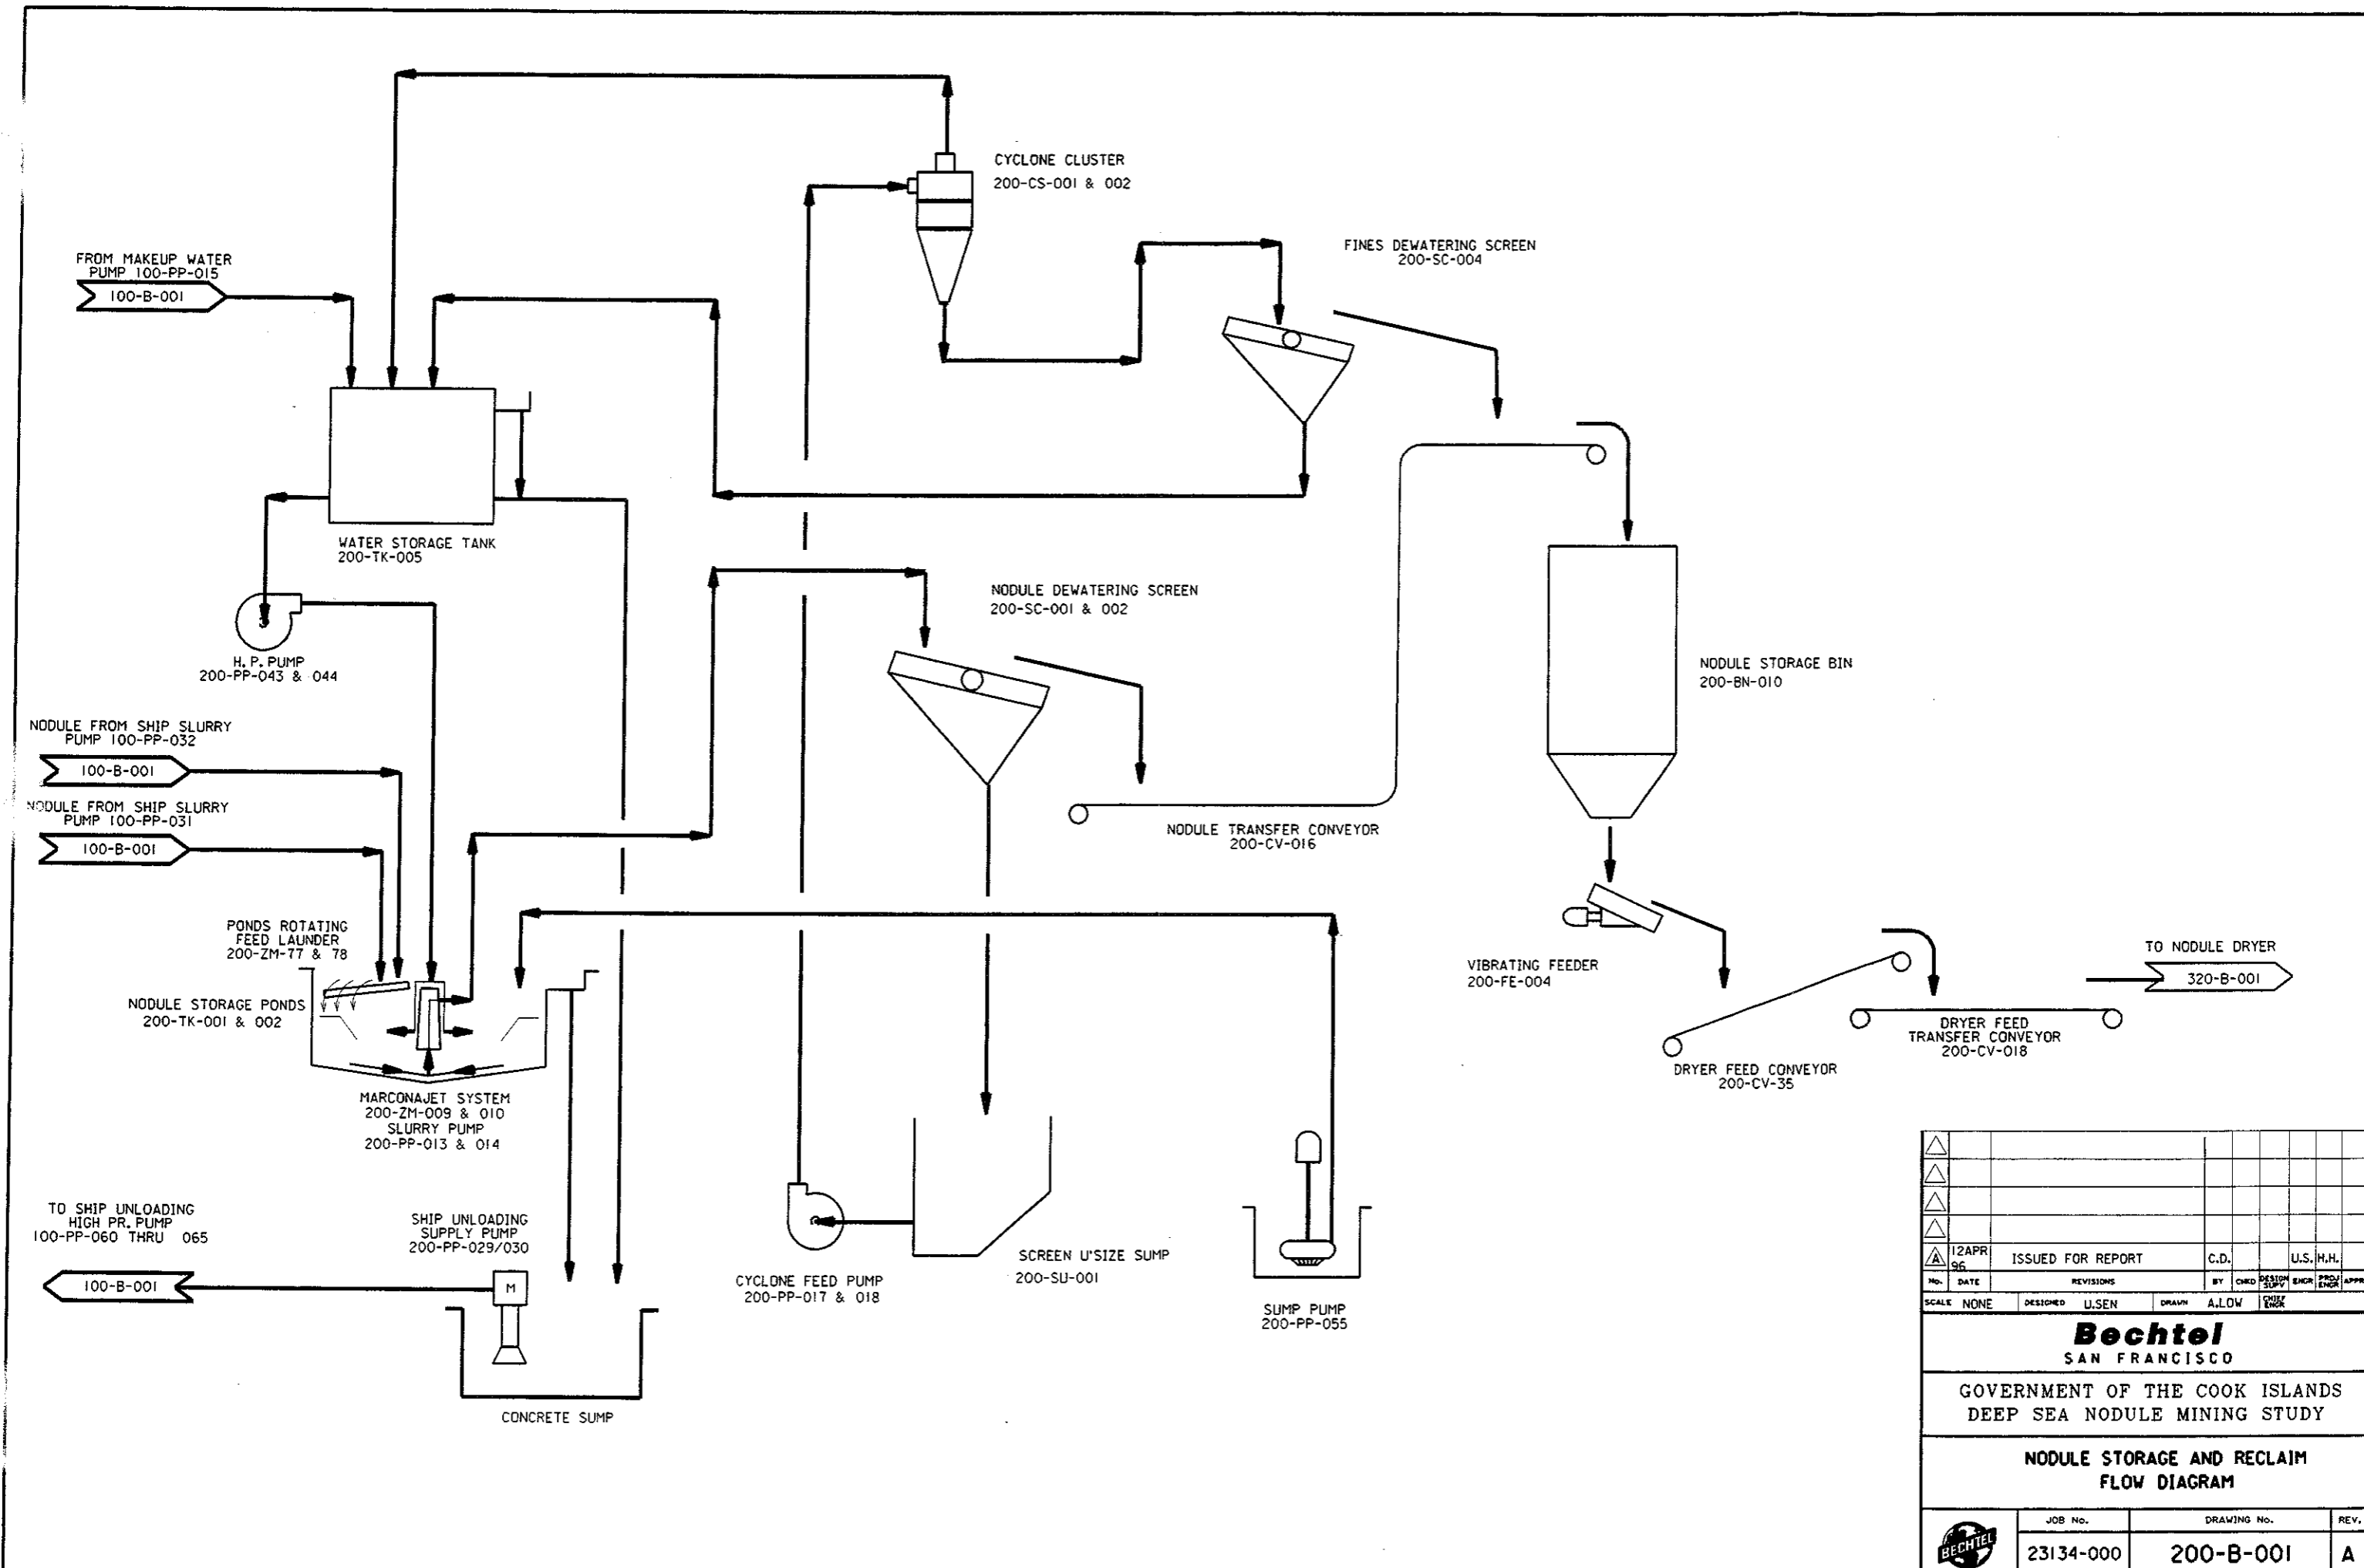 CYCLONE CLUSTER
200-CS-001 & 002
FINES DEWATERING SCREEN
200-SC-004
FROM MAKEUP WATER
PUMP 100-PP-015
100-B-001
WATER STORAGE TANK
200-TK-005
NODULE DEWATERING SCREEN
200-SC-001 & 002
H.P. PUMP
200-PP-043 & 044
NODULE STORAGE BIN
200-BN-010
NODULE FROM SHIP SLURRY
PUMP 100-PP-032
100-B-001
NODULE FROM SHIP SLURRY
PUMP 100-PP-031
100-B-001
NODULE TRANSFER CONVEYOR
200-CV-016
PONDS ROTATING
FEED LAUNDER
200-ZM-77 & 78
NODULE STORAGE PONDS
200-TK-001 & 002
VIBRATING FEEDER
200-FE-004
TO NODULE DRYER
320-B-001
DRYER FEED
TRANSFER CONVEYOR
200-CV-018
DRYER FEED CONVEYOR
200-CV-35
MARCONAJET SYSTEM
200-ZM-009 & 010
SLURRY PUMP
200-PP-013 & 014
TO SHIP UNLOADING
HIGH PR. PUMP
100-PP-060 THRU 065
100-B-001
SHIP UNLOADING
SUPPLY PUMP
200-PP-029/030
M
CONCRETE SUMP
CYCLONE FEED PUMP
200-PP-017 & 018
SCREEN U'SIZE SUMP
200-SU-001
SUMP PUMP
200-PP-055
A 12APR 96 ISSUED FOR REPORT C.D. U.S. H.H.
No. DATE REVISIONS BY CHKD DESIGN SUPV ENGR PROJ ENGR APPR
SCALE NONE DESIGNED U.SEN DRAWN A.LOW CHIEF ENGR
Bechtel
SAN FRANCISCO
GOVERNMENT OF THE COOK ISLANDS
DEEP SEA NODULE MINING STUDY
NODULE STORAGE AND RECLAIM
FLOW DIAGRAM
BECHTEL
JOB No. DRAWING No. REV.
23134-000 200-B-001 A